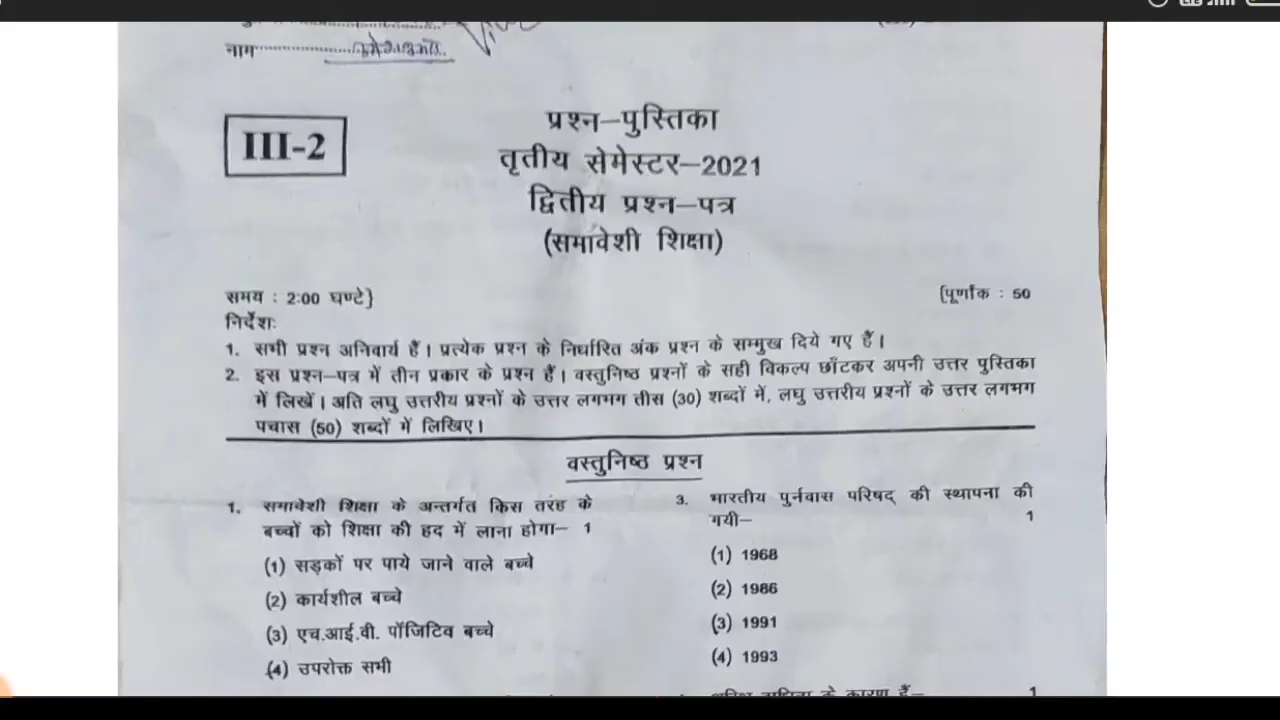 नाम
III-2
प्रश्न–पुस्तिका
तृतीय सेमेस्टर–2021
द्वितीय प्रश्न–पत्र
(समावेशी शिक्षा)
समय : 2:00 घण्टे}
{पूर्णांक : 50
निर्देशः
1. सभी प्रश्न अनिवार्य हैं। प्रत्येक प्रश्न के निर्धारित अंक प्रश्न के सम्मुख दिये गए हैं।
2. इस प्रश्न–पत्र में तीन प्रकार के प्रश्न हैं। वस्तुनिष्ठ प्रश्नों के सही विकल्प छाँटकर अपनी उत्तर पुस्तिका
में लिखें। अति लघु उत्तरीय प्रश्नों के उत्तर लगभग तीस (30) शब्दों में, लघु उत्तरीय प्रश्नों के उत्तर लगभग
पचास (50) शब्दों में लिखिए।
वस्तुनिष्ठ प्रश्न
1. समावेशी शिक्षा के अन्तर्गत किस तरह के
बच्चों को शिक्षा की हद में लाना होगा– 1
(1) सड़कों पर पाये जाने वाले बच्चे
(2) कार्यशील बच्चे
(3) एच.आई.वी. पॉजिटिव बच्चे
(4) उपरोक्त सभी
3. भारतीय पुर्नवास परिषद् की स्थापना की
गयी– 1
(1) 1968
(2) 1986
(3) 1991
(4) 1993
के कारण हैं– 1